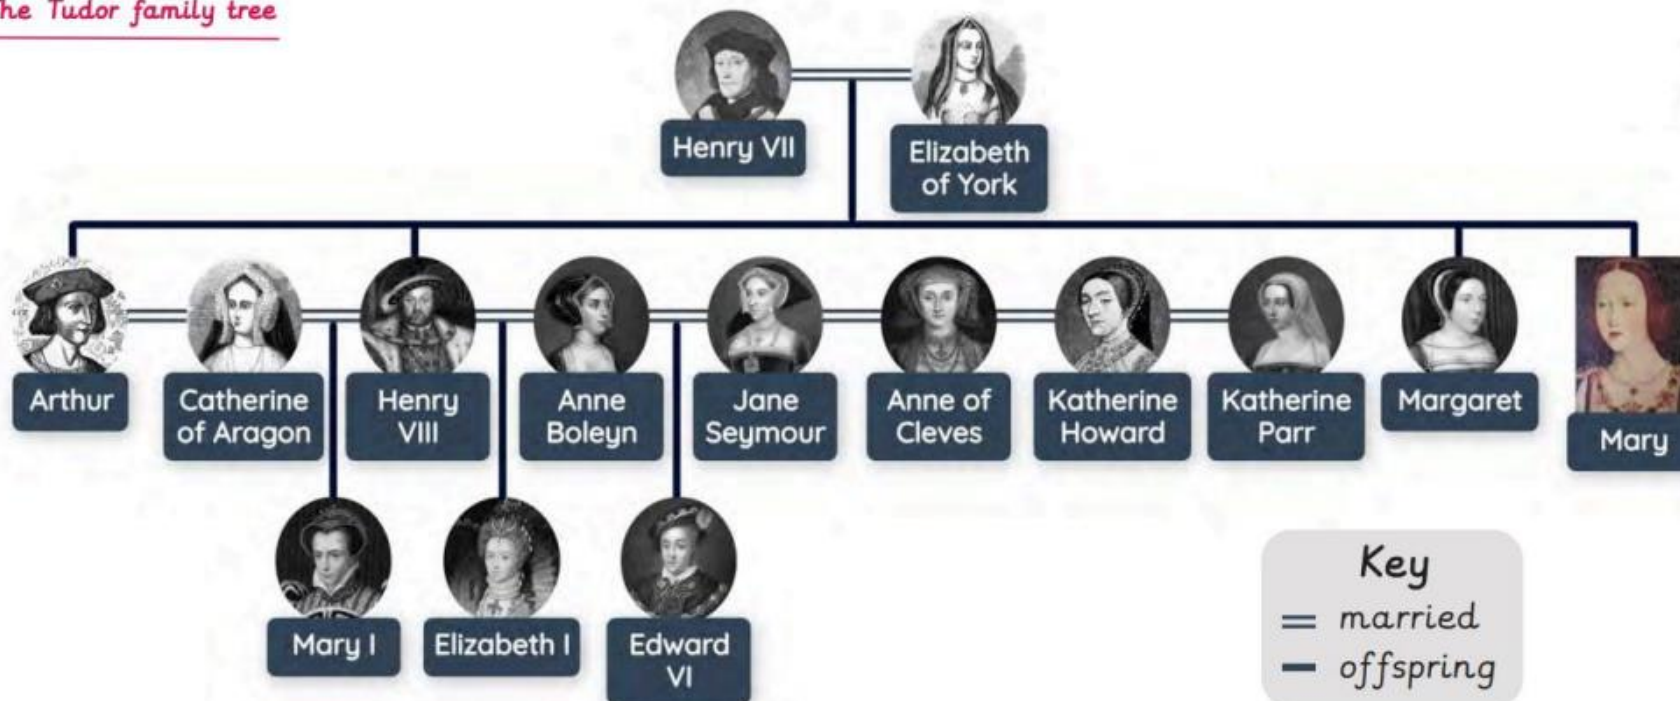 he Tudor family tree
Henry VII
Elizabeth
of York
Arthur
Catherine
of Aragon
Henry
VIII
Anne
Boleyn
Jane
Seymour
Anne of
Cleves
Katherine
Howard
Katherine
Parr
Margaret
Mary
Mary I
Elizabeth I
Edward
VI
Key
married
offspring